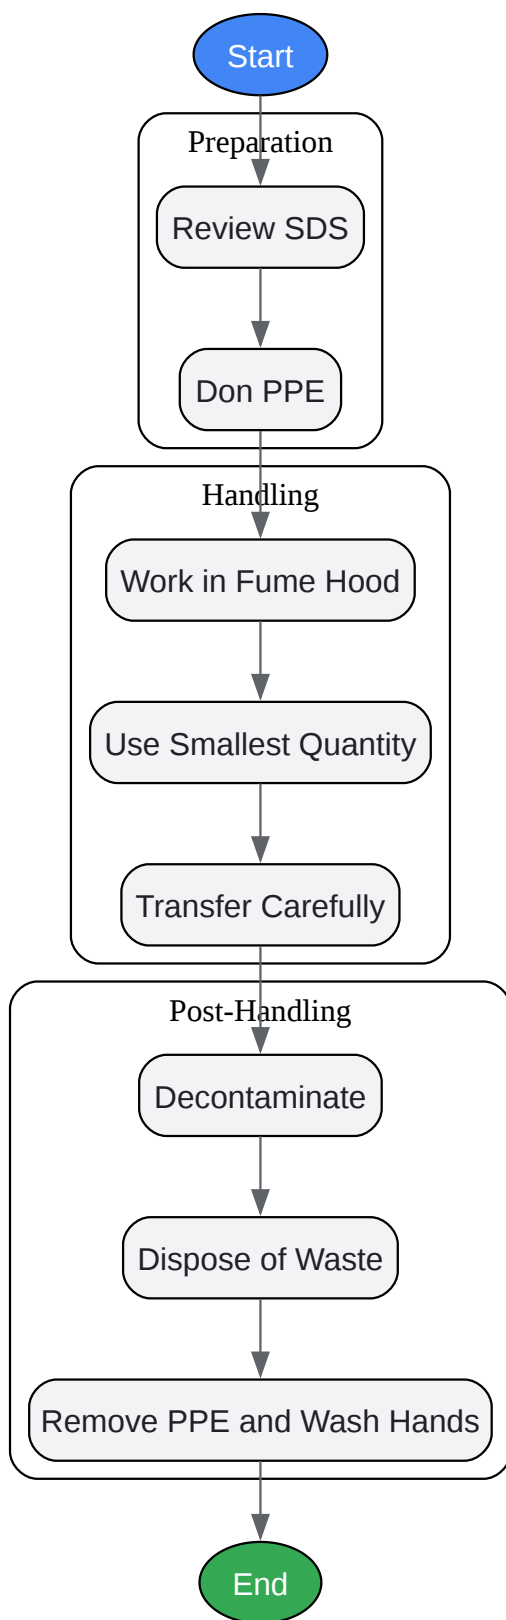 Start
Preparation
Review SDS
Don PPE
Handling
Work in Fume Hood
Use Smallest Quantity
Transfer Carefully
Post-Handling
Decontaminate
Dispose of Waste
Remove PPE and Wash Hands
End